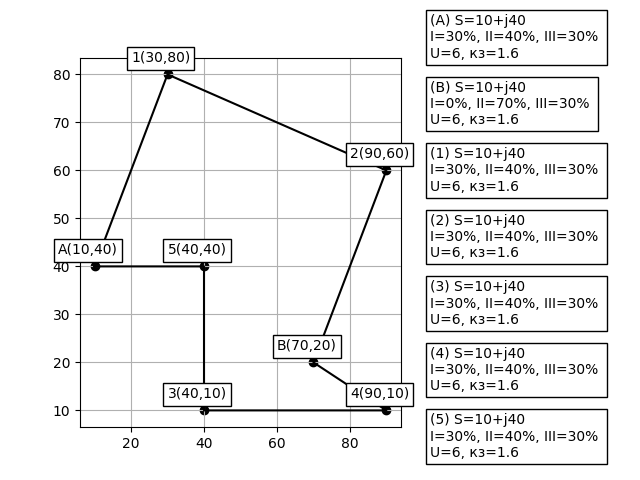 1(30,80)
2(90,60)
A(10,40)
5(40,40)
B(70,20)
3(40,10)
4(90,10)
80
70
60
50
40
30
20
10
20
40
60
80
(A) S=10+j40
I=30%, II=40%, III=30%
U=6, кз=1.6
(B) S=10+j40
I=0%, II=70%, III=30%
U=6, кз=1.6
(1) S=10+j40
I=30%, II=40%, III=30%
U=6, кз=1.6
(2) S=10+j40
I=30%, II=40%, III=30%
U=6, кз=1.6
(3) S=10+j40
I=30%, II=40%, III=30%
U=6, кз=1.6
(4) S=10+j40
I=30%, II=40%, III=30%
U=6, кз=1.6
(5) S=10+j40
I=30%, II=40%, III=30%
U=6, кз=1.6